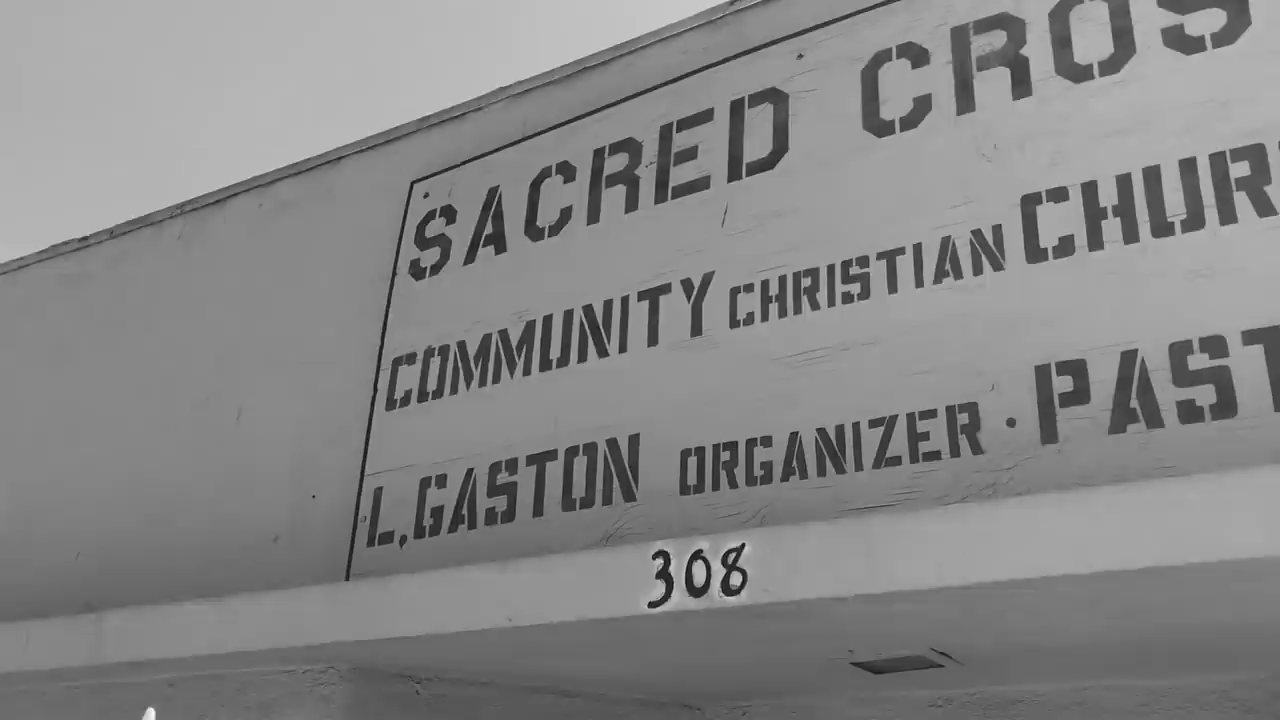 SACRED CROS
COMMUNITY CHRISTIAN CHUR
L. GASTON ORGANIZER · PAST
308